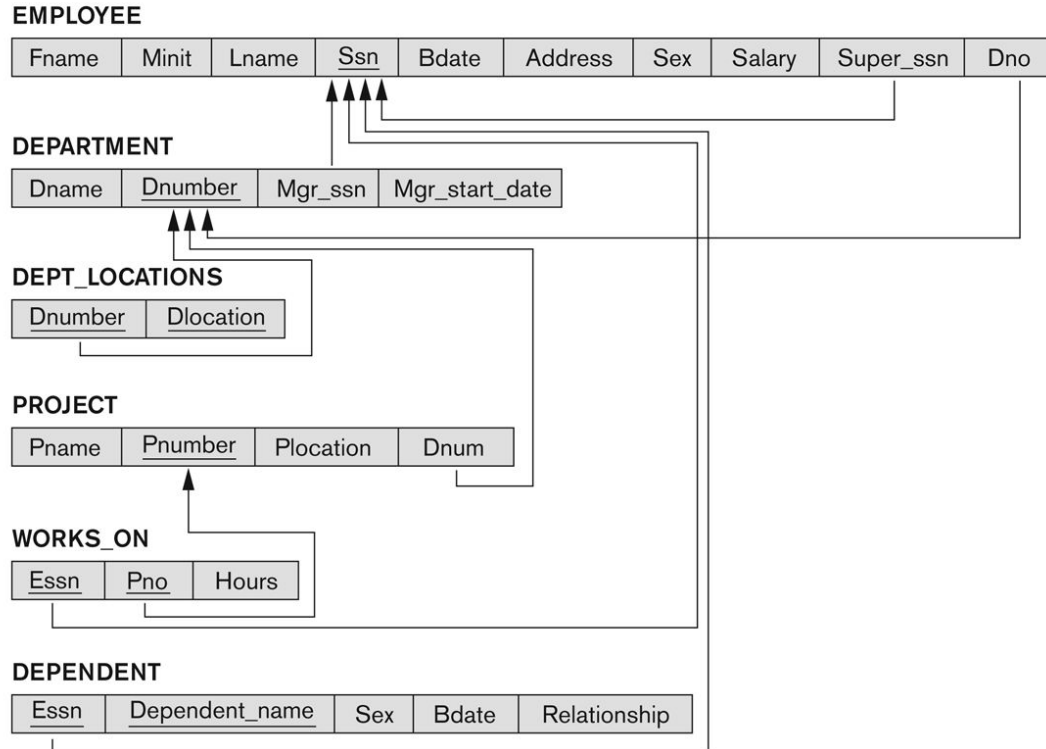 EMPLOYEE
Fname Minit Lname Ssn Bdate Address Sex Salary Super_ssn Dno
DEPARTMENT
Dname Dnumber Mgr_ssn Mgr_start_date
DEPT_LOCATIONS
Dnumber Dlocation
PROJECT
Pname Pnumber Plocation Dnum
WORKS_ON
Essn Pno Hours
DEPENDENT
Essn Dependent_name Sex Bdate Relationship